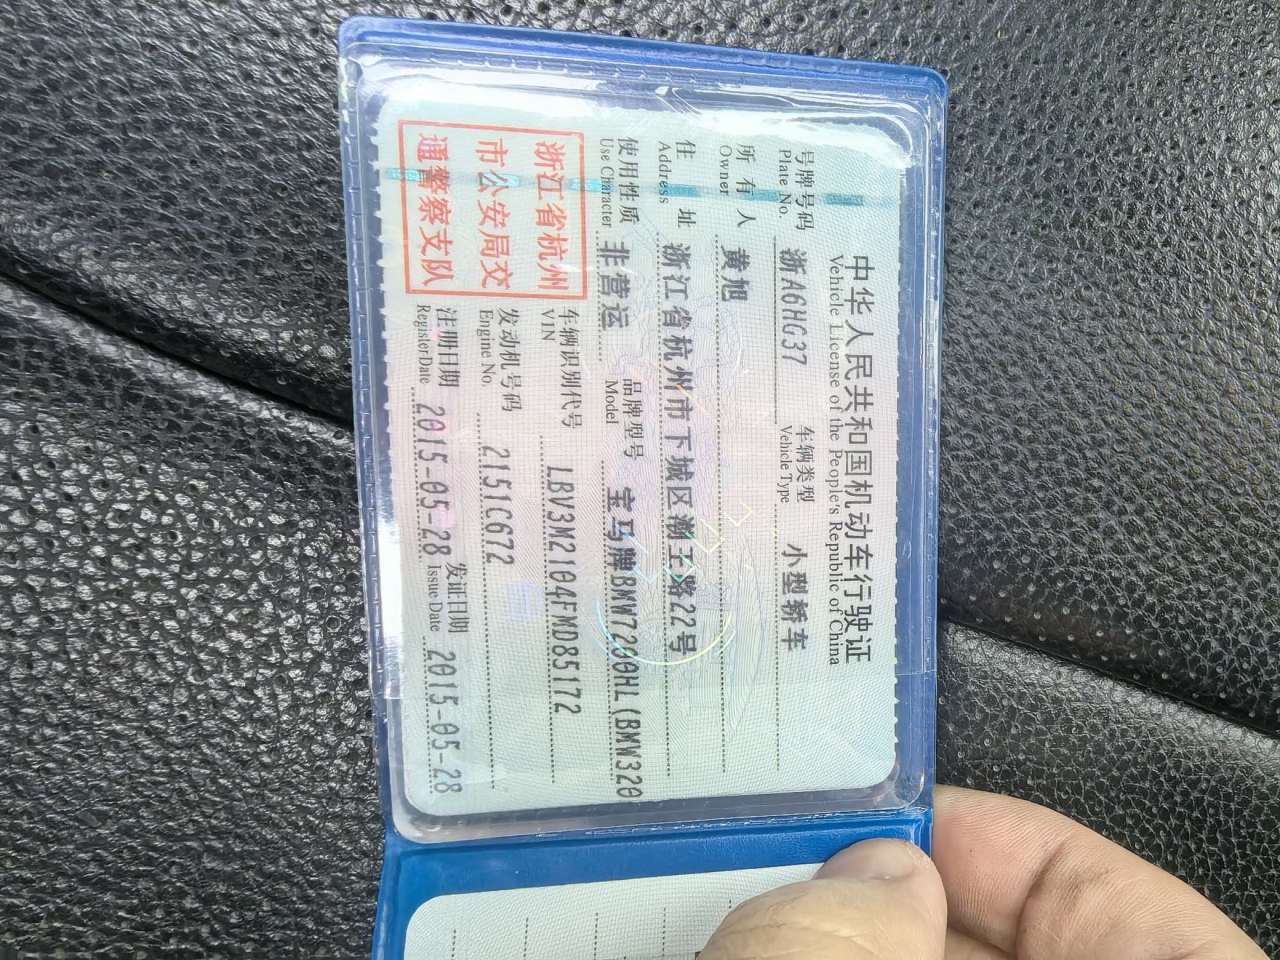 中华人民共和国机动车行驶证
Vehicle License of the People's Republic of China
号牌号码 浙A6HG37 车辆类型 小型轿车
Plate No. Vehicle Type
所有人 黄旭
Owner
住址 浙江省杭州市下城区潮王路22号
Address
使用性质 非营运 品牌型号 宝马牌BMW7200HL(BMW320
Use Character Model
浙江省杭州
市公安局交
通警察支队
车辆识别代号 LBV3M2104FMD85172
VIN
发动机号码 2151C672
Engine No.
注册日期 2015-05-28 发证日期 2015-05-28
Register Date Issue Date